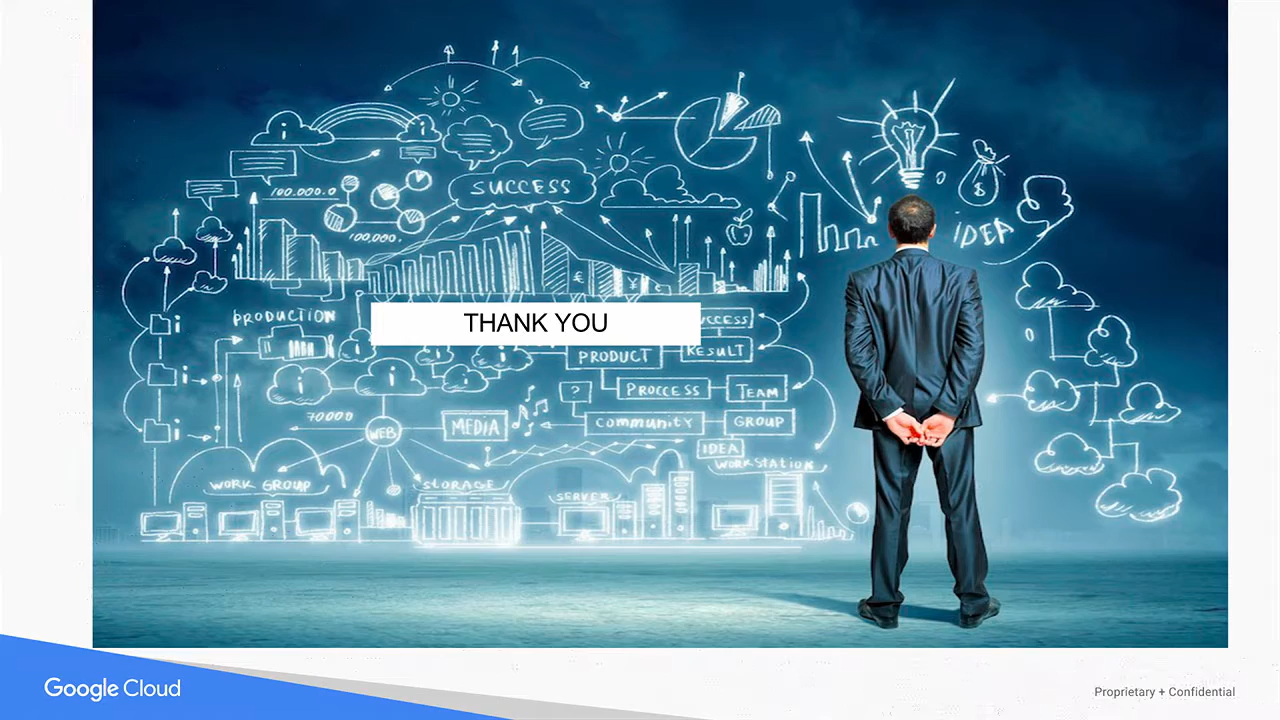 100.000.0
SUCCESS
100,000.
IDEA
PRODUCTION
THANK YOU
UCCESS
PRODUCT
RESULT
?
PROCCESS
TEAM
70000
WEB
MEDIA
COMMUNITY
GROUP
IDEA
WORKSTATION
WORK GROUP
STORAGE
SERVER
Google Cloud
Proprietary + Confidential